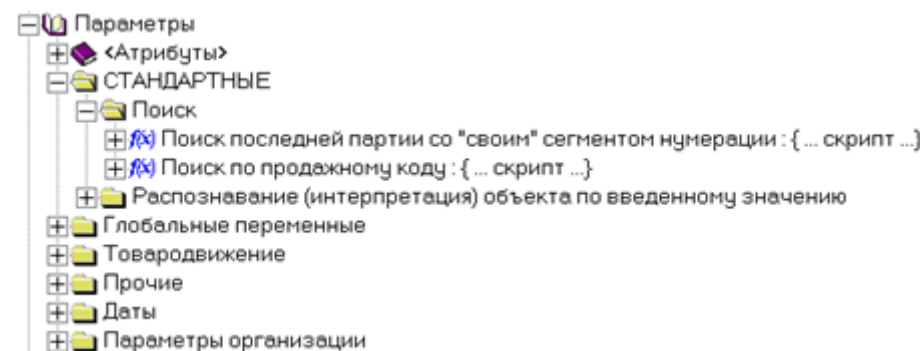 Параметры
<Атрибуты>
СТАНДАРТНЫЕ
Поиск
f(x) Поиск последней партии со "своим" сегментом нумерации : { ... скрипт ...}
f(x) Поиск по продажному коду : { ... скрипт ...}
Распознавание (интерпретация) объекта по введенному значению
Глобальные переменные
Товародвижение
Прочие
Даты
Параметры организации